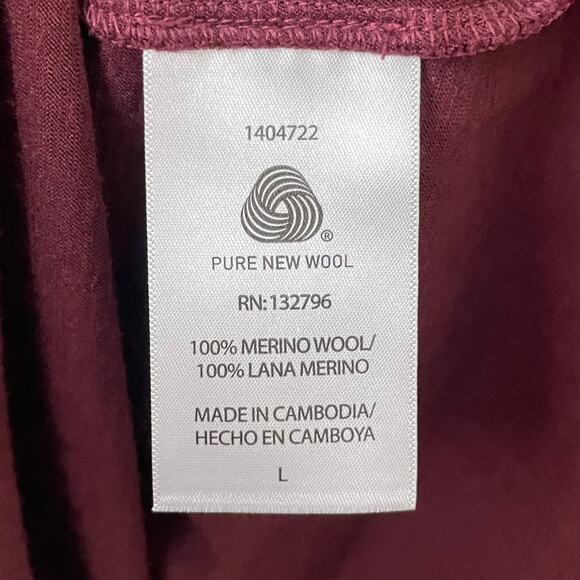 1404722
®
PURE NEW WOOL
RN: 132796
100% MERINO WOOL/
100% LANA MERINO
MADE IN CAMBODIA/
HECHO EN CAMBOYA
L